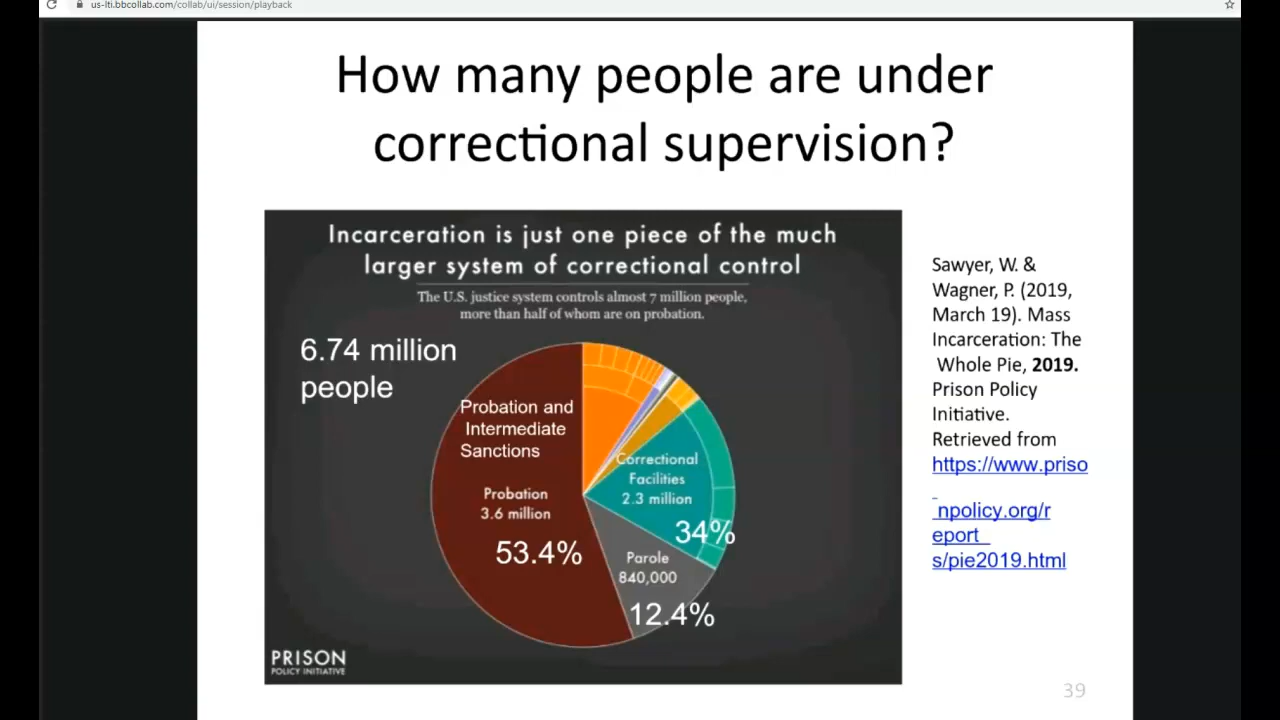 us-lti.bbcollab.com/collab/ui/session/playback
How many people are under
correctional supervision?
Incarceration is just one piece of the much
larger system of correctional control
The U.S. justice system controls almost 7 million people,
more than half of whom are on probation.
6.74 million
people
Probation and
Intermediate
Sanctions
Probation
3.6 million
53.4%
Correctional
Facilities
2.3 million
34%
Parole
840,000
12.4%
PRISON
POLICY INITIATIVE
Sawyer, W. &
Wagner, P. (2019,
March 19). Mass
Incarceration: The
Whole Pie, 2019.
Prison Policy
Initiative.
Retrieved from
https://www.priso
npolicy.org/r
eport
s/pie2019.html
39